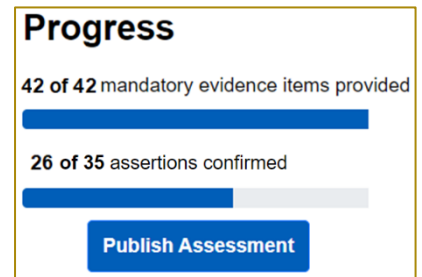 Progress
42 of 42 mandatory evidence items provided
26 of 35 assertions confirmed
Publish Assessment